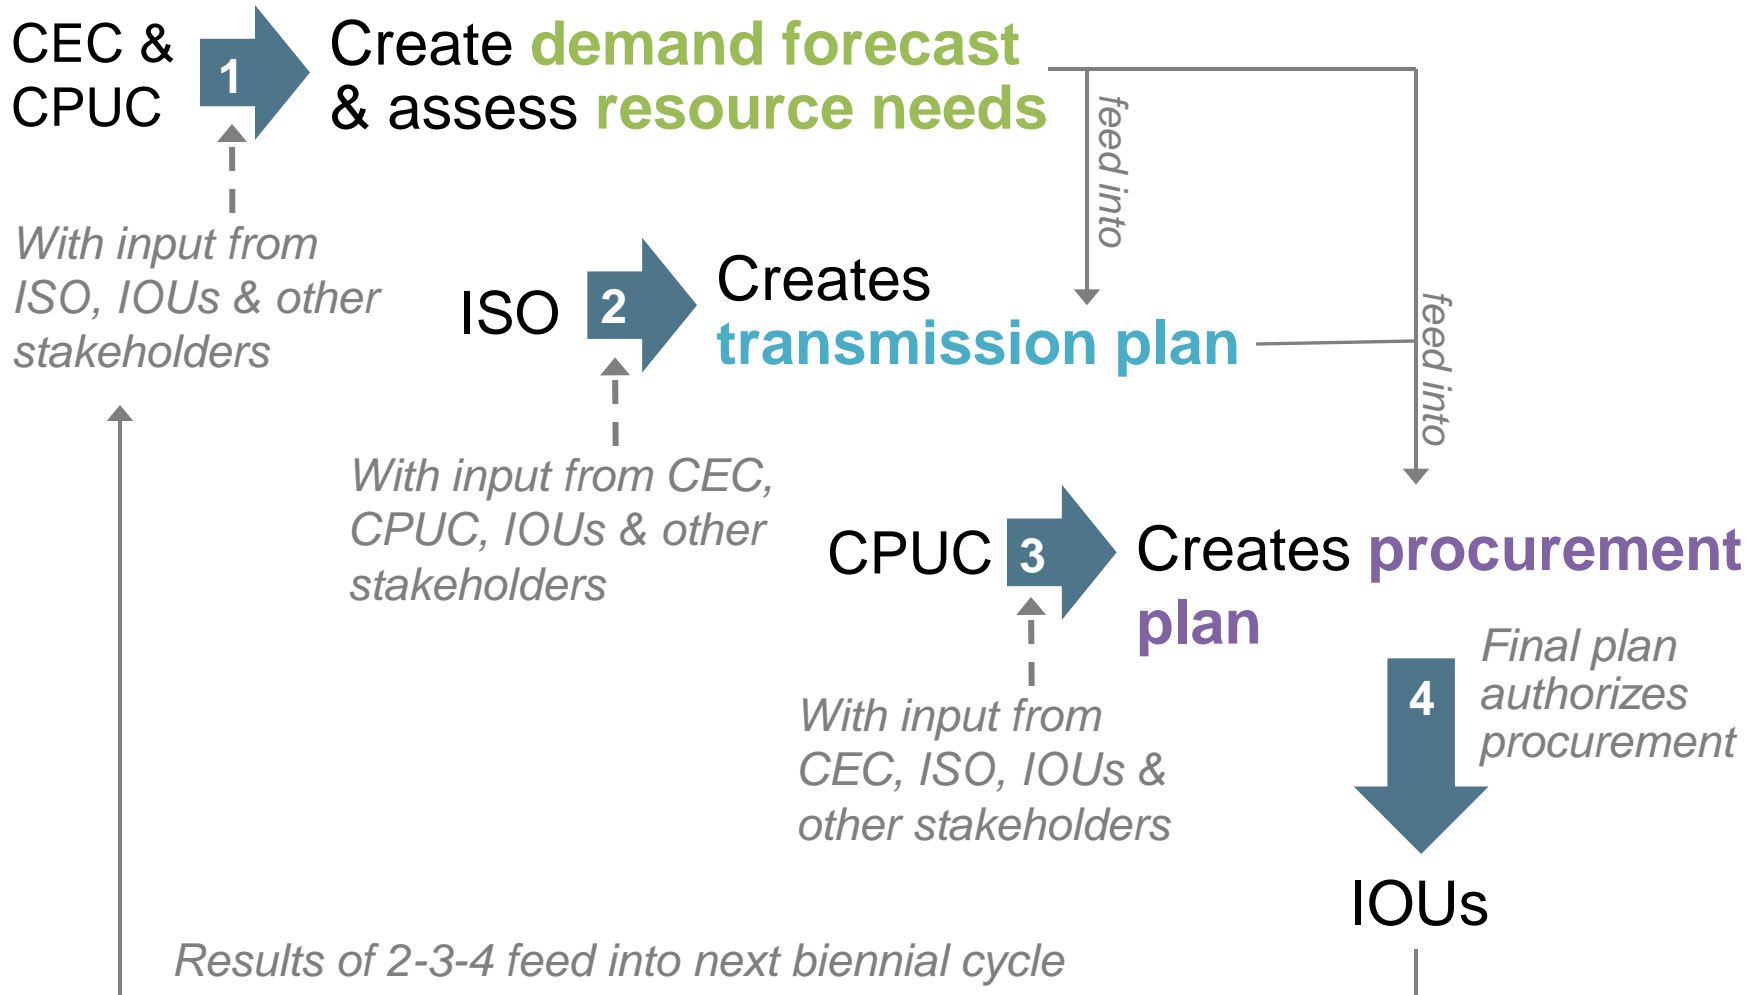 CEC &
CPUC
1
Create demand forecast
& assess resource needs
feed into
With input from
ISO, IOUs & other
stakeholders
ISO
2
Creates
transmission plan
feed into
With input from CEC,
CPUC, IOUs & other
stakeholders
CPUC
3
Creates procurement
plan
With input from
CEC, ISO, IOUs &
other stakeholders
4
Final plan
authorizes
procurement
IOUs
Results of 2-3-4 feed into next biennial cycle